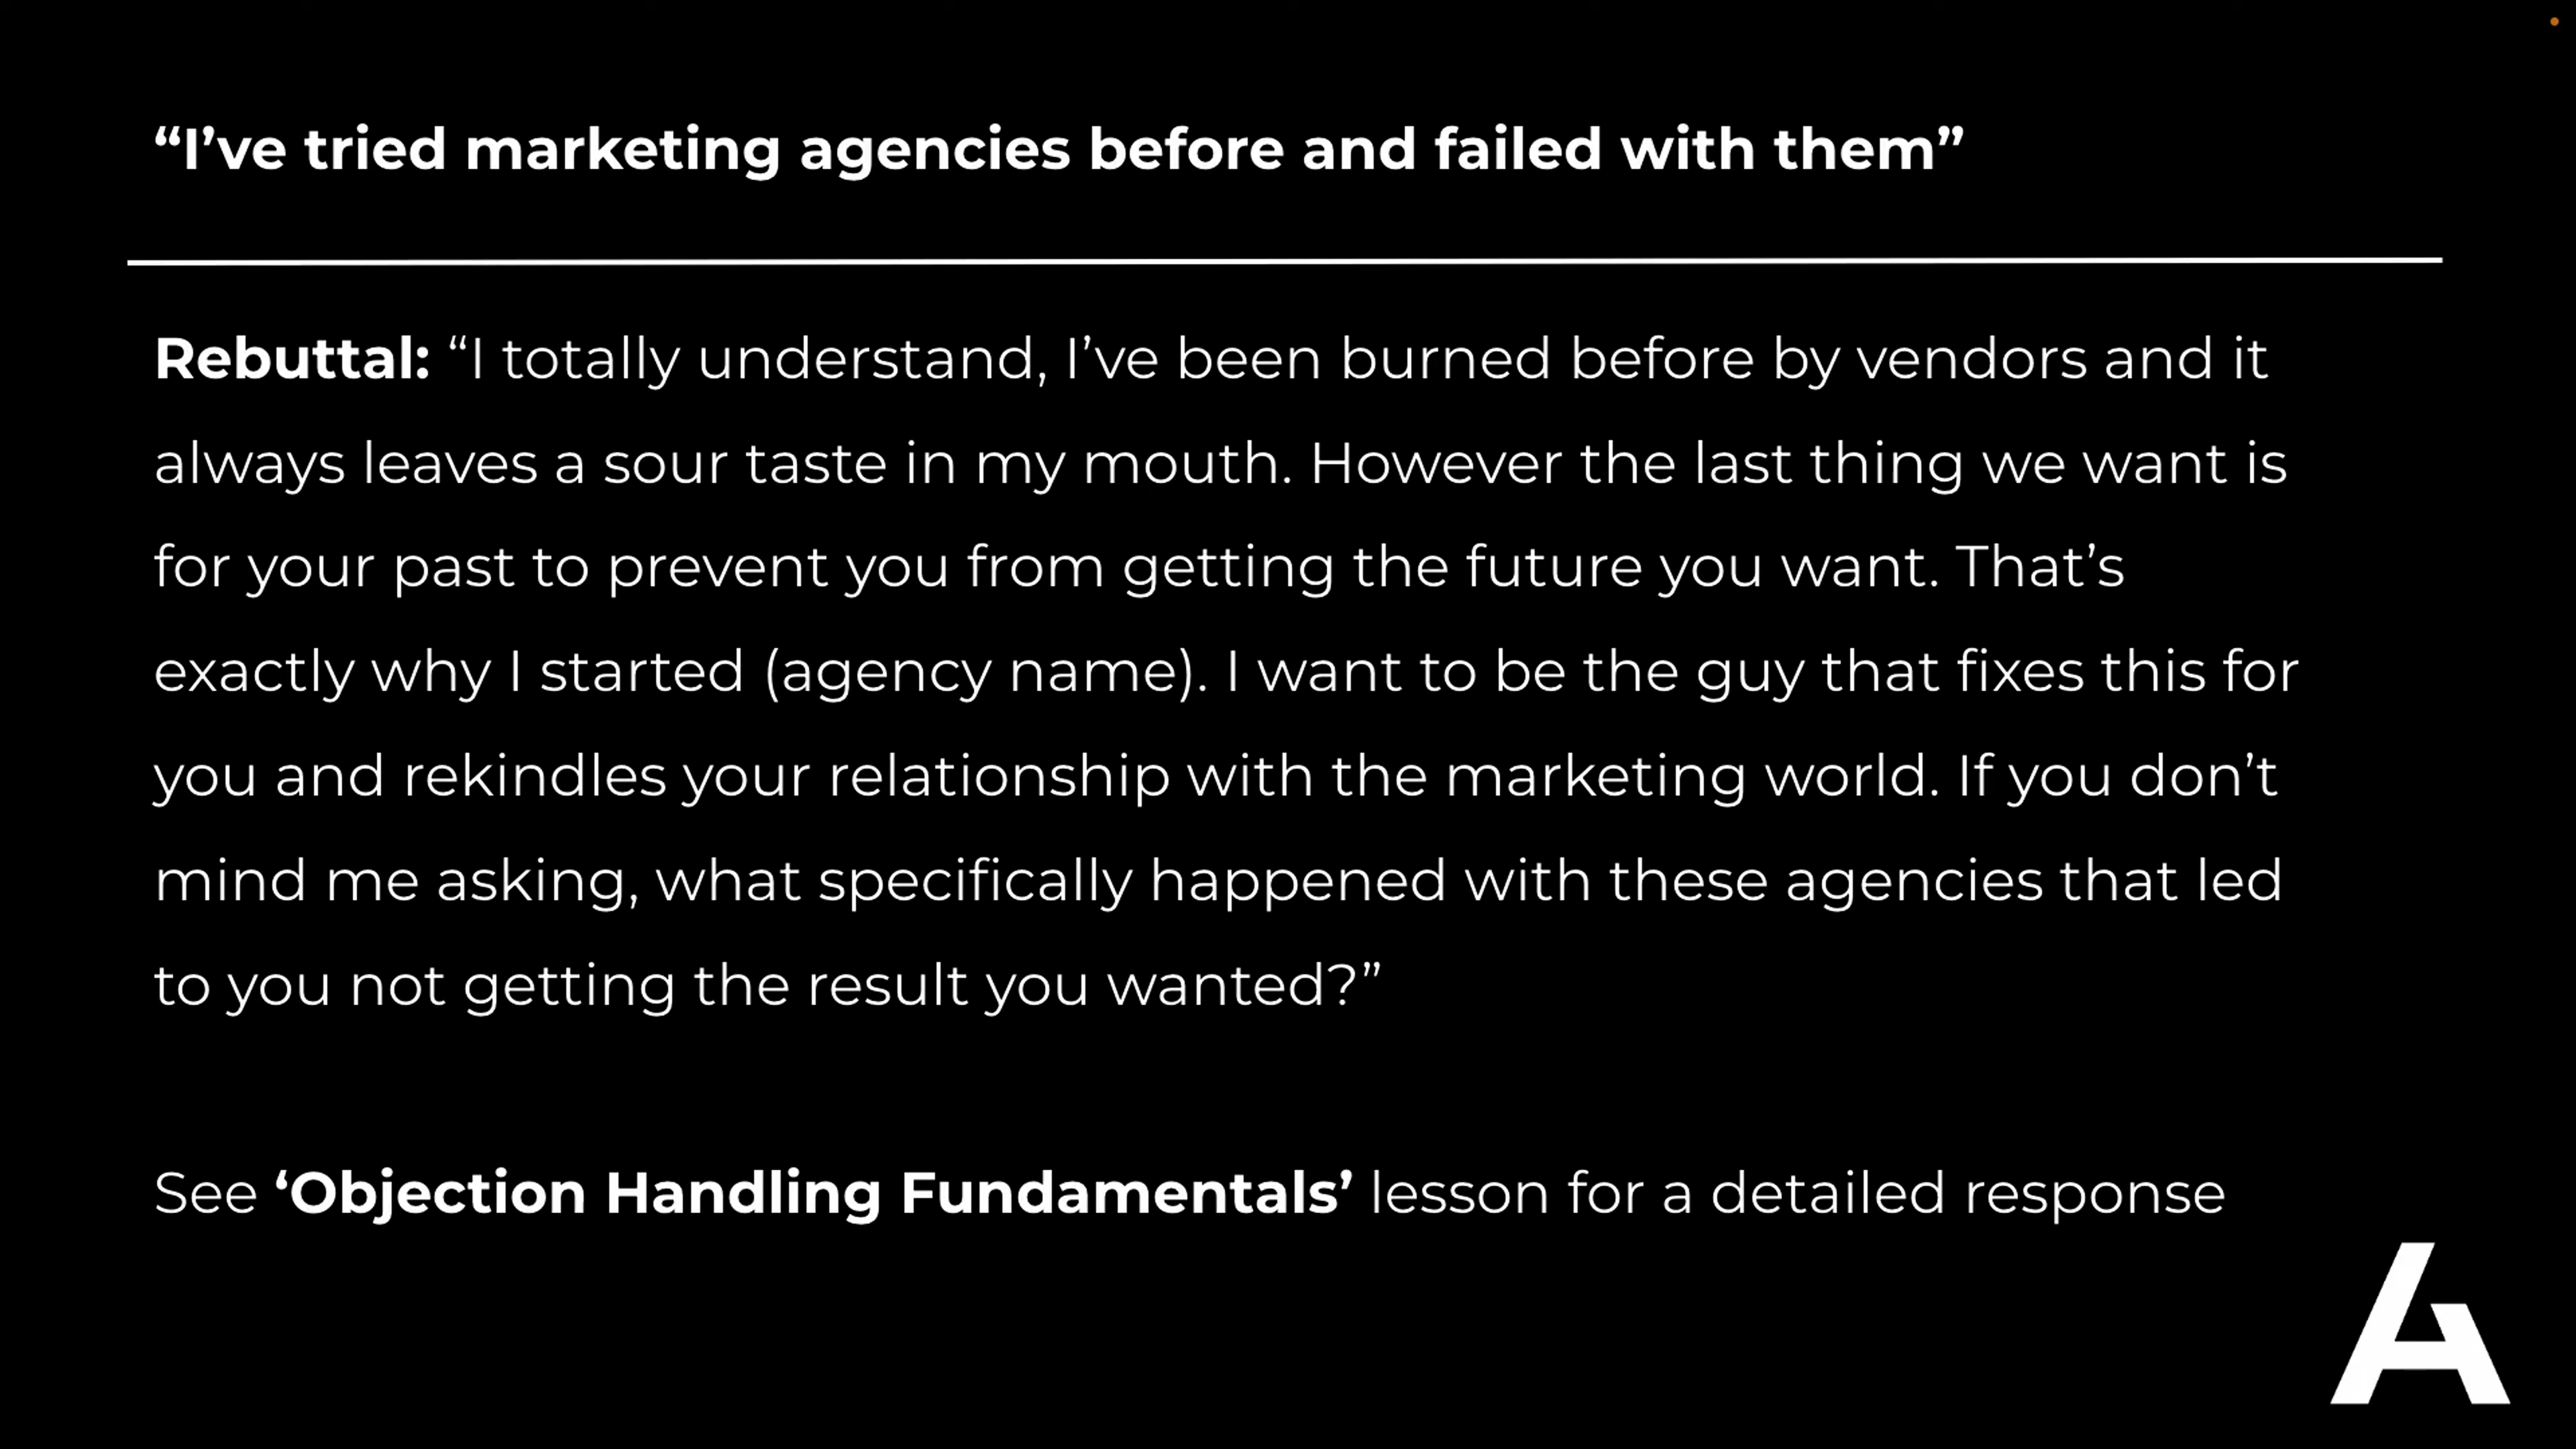 “I’ve tried marketing agencies before and failed with them”
Rebuttal: “I totally understand, I’ve been burned before by vendors and it
always leaves a sour taste in my mouth. However the last thing we want is
for your past to prevent you from getting the future you want. That’s
exactly why I started (agency name). I want to be the guy that fixes this for
you and rekindles your relationship with the marketing world. If you don’t
mind me asking, what specifically happened with these agencies that led
to you not getting the result you wanted?”
See ‘Objection Handling Fundamentals’ lesson for a detailed response